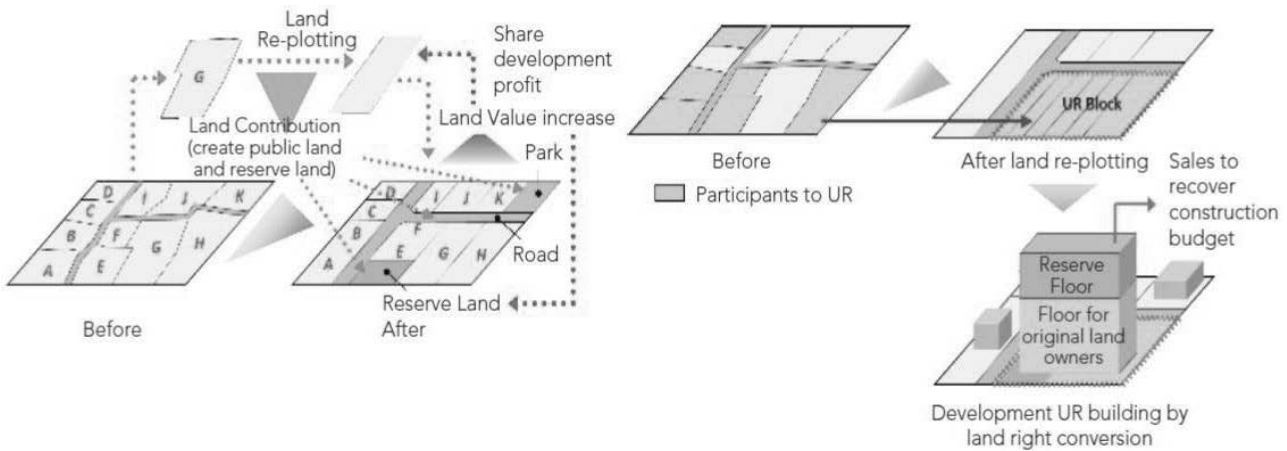 Land
Re-plotting
G
Share
development
profit
Land Contribution
(create public land
and reserve land)
Land Value increase
Park
D
I
J
K
C
B
F
G
H
A
E
D
I
J
K
C
B
F
E
G
H
A
Road
Reserve Land
Before
After
Before
Participants to UR
UR Block
After land re-plotting
Sales to
recover
construction
budget
Reserve
Floor
Floor for
original land
owners
Development UR building by
land right conversion